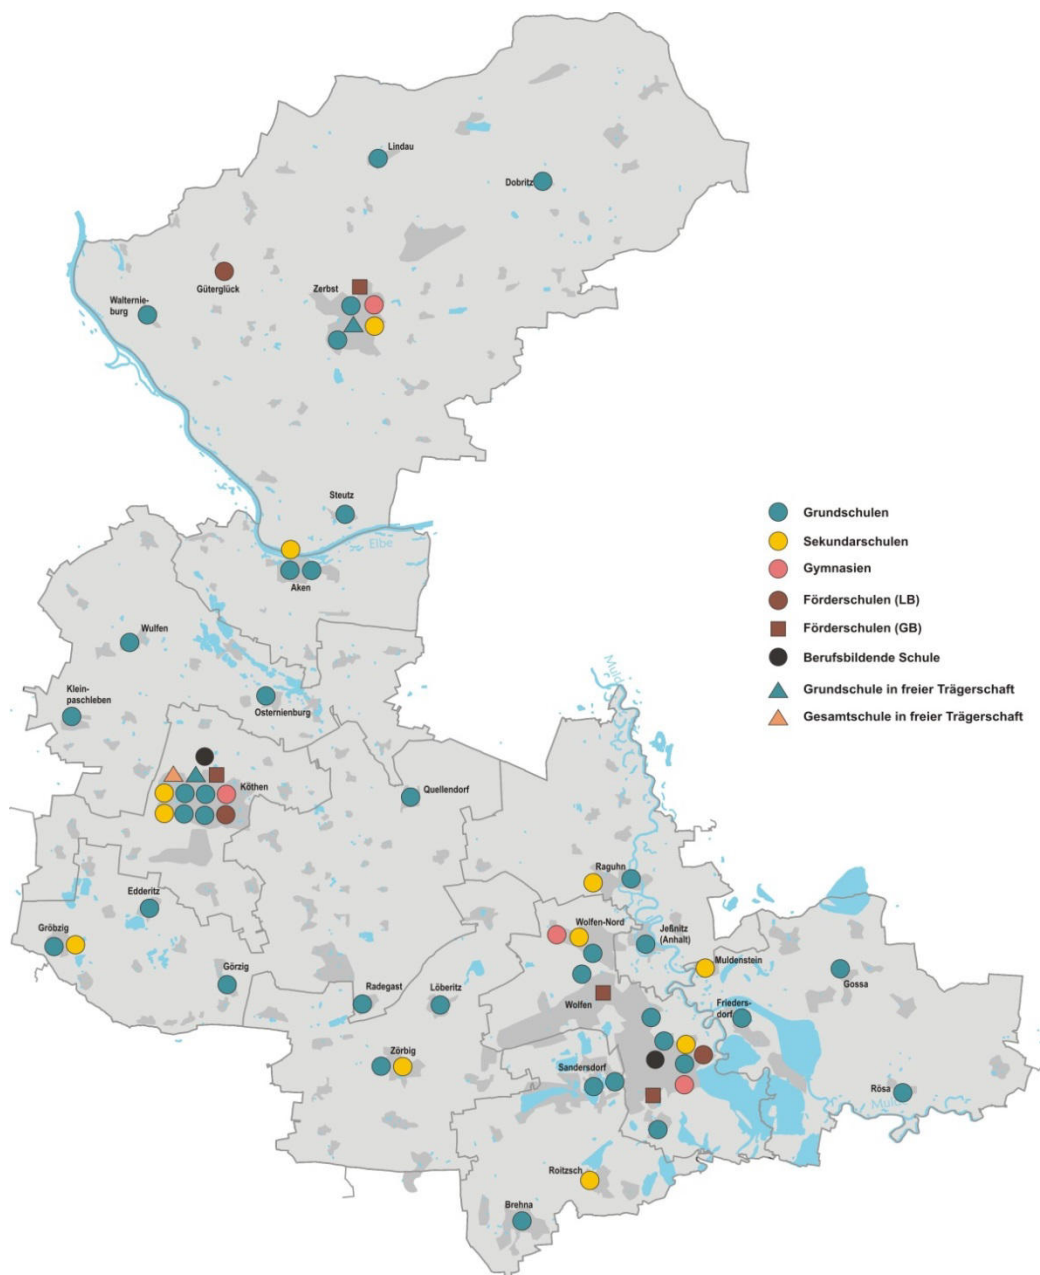 Lindau
Dobritz
Güterglück
Zerbst
Walternie-
burg
Steutz
Elbe
Aken
Wulfen
Klein-
paschleben
Osternienburg
Köthen
Quellendorf
Grundschulen
Sekundarschulen
Gymnasien
Förderschulen (LB)
Förderschulen (GB)
Berufsbildende Schule
Grundschule in freier Trägerschaft
Gesamtschule in freier Trägerschaft
Raguhn
Edderitz
Gröbzig
Wolfen-Nord
Jeßnitz
(Anhalt)
Muldenstein
Gossa
Görzig
Radegast
Löberitz
Wolfen
Frieders-
dorf
Zörbig
Sandersdorf
Rösa
Roitzsch
Brehna